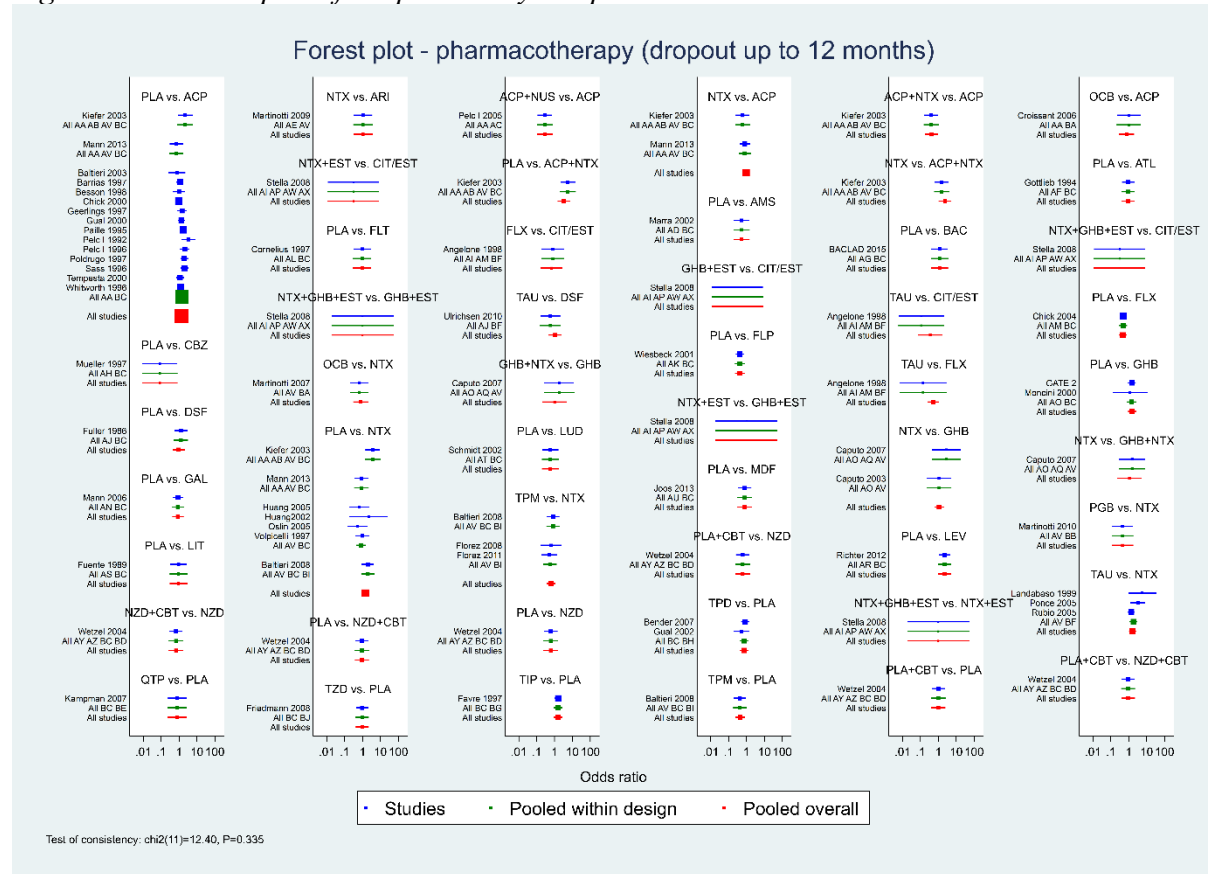 Forest plot - pharmacotherapy (dropout up to 12 months)
PLA vs. ACP
Kiefer 2003
All AA AB AV BC
Mann 2013
All AA AV BC
Baltieri 2003
Barrias 1997
Besson 1998
Chick 2000
Geerlings 1997
Gual 2000
Paille 1995
Pelc I 1992
Pelc I 1996
Poldrugo 1997
Sass 1996
Tempesta 2000
Whitworth 1996
All AA BC
All studies
PLA vs. CBZ
Mueller 1997
All AH BC
All studies
PLA vs. DSF
Fuller 1986
All AJ BC
All studies
PLA vs. GAL
Mann 2006
All AN BC
All studies
PLA vs. LIT
Fuente 1989
All AS BC
All studies
NZD+CBT vs. NZD
Wetzel 2004
All AY AZ BC BD
All studies
QTP vs. PLA
Kampman 2007
All BC BE
All studies
.01 .1 1 10 100
NTX vs. ARI
Martinotti 2009
All AE AV
All studies
NTX+EST vs. CIT/EST
Stella 2008
All AI AP AW AX
All studies
PLA vs. FLT
Cornelius 1997
All AL BC
All studies
NTX+GHB+EST vs. GHB+EST
Stella 2008
All AI AP AW AX
All studies
OCB vs. NTX
Martinotti 2007
All AV BA
All studies
PLA vs. NTX
Kiefer 2003
All AA AB AV BC
Mann 2013
All AA AV BC
Huang 2005
Huang2002
Oslin 2005
Volpicelli 1997
All AV BC
Baltieri 2008
All AV BC BI
All studies
PLA vs. NZD+CBT
Wetzel 2004
All AY AZ BC BD
All studies
TZD vs. PLA
Friedmann 2008
All BC BJ
All studies
.01 .1 1 10 100
ACP+NUS vs. ACP
Pelc I 2005
All AA AC
All studies
PLA vs. ACP+NTX
Kiefer 2003
All AA AB AV BC
All studies
FLX vs. CIT/EST
Angelone 1998
All AI AM BF
All studies
TAU vs. DSF
Ulrichsen 2010
All AJ BF
All studies
GHB+NTX vs. GHB
Caputo 2007
All AO AQ AV
All studies
PLA vs. LUD
Schmidt 2002
All AT BC
All studies
TPM vs. NTX
Baltieri 2008
All AV BC BI
Florez 2008
Floraz 2011
All AV BI
All studies
PLA vs. NZD
Wetzel 2004
All AY AZ BC BD
All studies
TIP vs. PLA
Favre 1997
All BC BG
All studies
.01 .1 1 10 100
NTX vs. ACP
Kiefer 2003
All AA AB AV BC
Mann 2013
All AA AV BC
All studies
PLA vs. AMS
Marra 2002
All AD BC
All studies
GHB+EST vs. CIT/EST
Stella 2008
All AI AP AW AX
All studies
PLA vs. FLP
Wiesbeck 2001
All AK BC
All studies
NTX+EST vs. GHB+EST
Stella 2008
All AI AP AW AX
All studies
PLA vs. MDF
Joos 2013
All AU BC
All studies
PLA+CBT vs. NZD
Wetzel 2004
All AY AZ BC BD
All studies
TPD vs. PLA
Bender 2007
Gual 2002
All BC BH
All studies
TPM vs. PLA
Baltieri 2008
All AV BC BI
All studies
.01 .1 1 10 100
ACP+NTX vs. ACP
Kiefer 2003
All AA AB AV BC
All studies
NTX vs. ACP+NTX
Kiefer 2003
All AA AB AV BC
All studies
PLA vs. BAC
BACLAD 2015
All AG BC
All studies
TAU vs. CIT/EST
Angelone 1998
All AI AM BF
All studies
TAU vs. FLX
Angelone 1998
All AI AM BF
All studies
NTX vs. GHB
Caputo 2007
All AO AQ AV
Caputo 2003
All AO AV
All studies
PLA vs. LEV
Richter 2012
All AR BC
All studies
NTX+GHB+EST vs. NTX+EST
Stella 2008
All AI AP AW AX
All studies
PLA+CBT vs. PLA
Wetzel 2004
All AY AZ BC BD
All studies
.01 .1 1 10 100
OCB vs. ACP
Croissant 2006
All AA BA
All studies
PLA vs. ATL
Gottlieb 1994
All AF BC
All studies
NTX+GHB+EST vs. CIT/EST
Stella 2008
All AI AP AW AX
All studies
PLA vs. FLX
Chick 2004
All AM BC
All studies
PLA vs. GHB
GATE 2
Moncini 2000
All AO BC
All studies
NTX vs. GHB+NTX
Caputo 2007
All AO AQ AV
All studies
PGB vs. NTX
Martinotti 2010
All AV BB
All studies
TAU vs. NTX
Landabaso 1999
Ponce 2005
Rubio 2005
All AV BF
All studies
PLA+CBT vs. NZD+CBT
Wetzel 2004
All AY AZ BC BD
All studies
.01 .1 1 10 100
Odds ratio
Studies Pooled within design Pooled overall
Test of consistency: chi2(11)=12.40, P=0.335